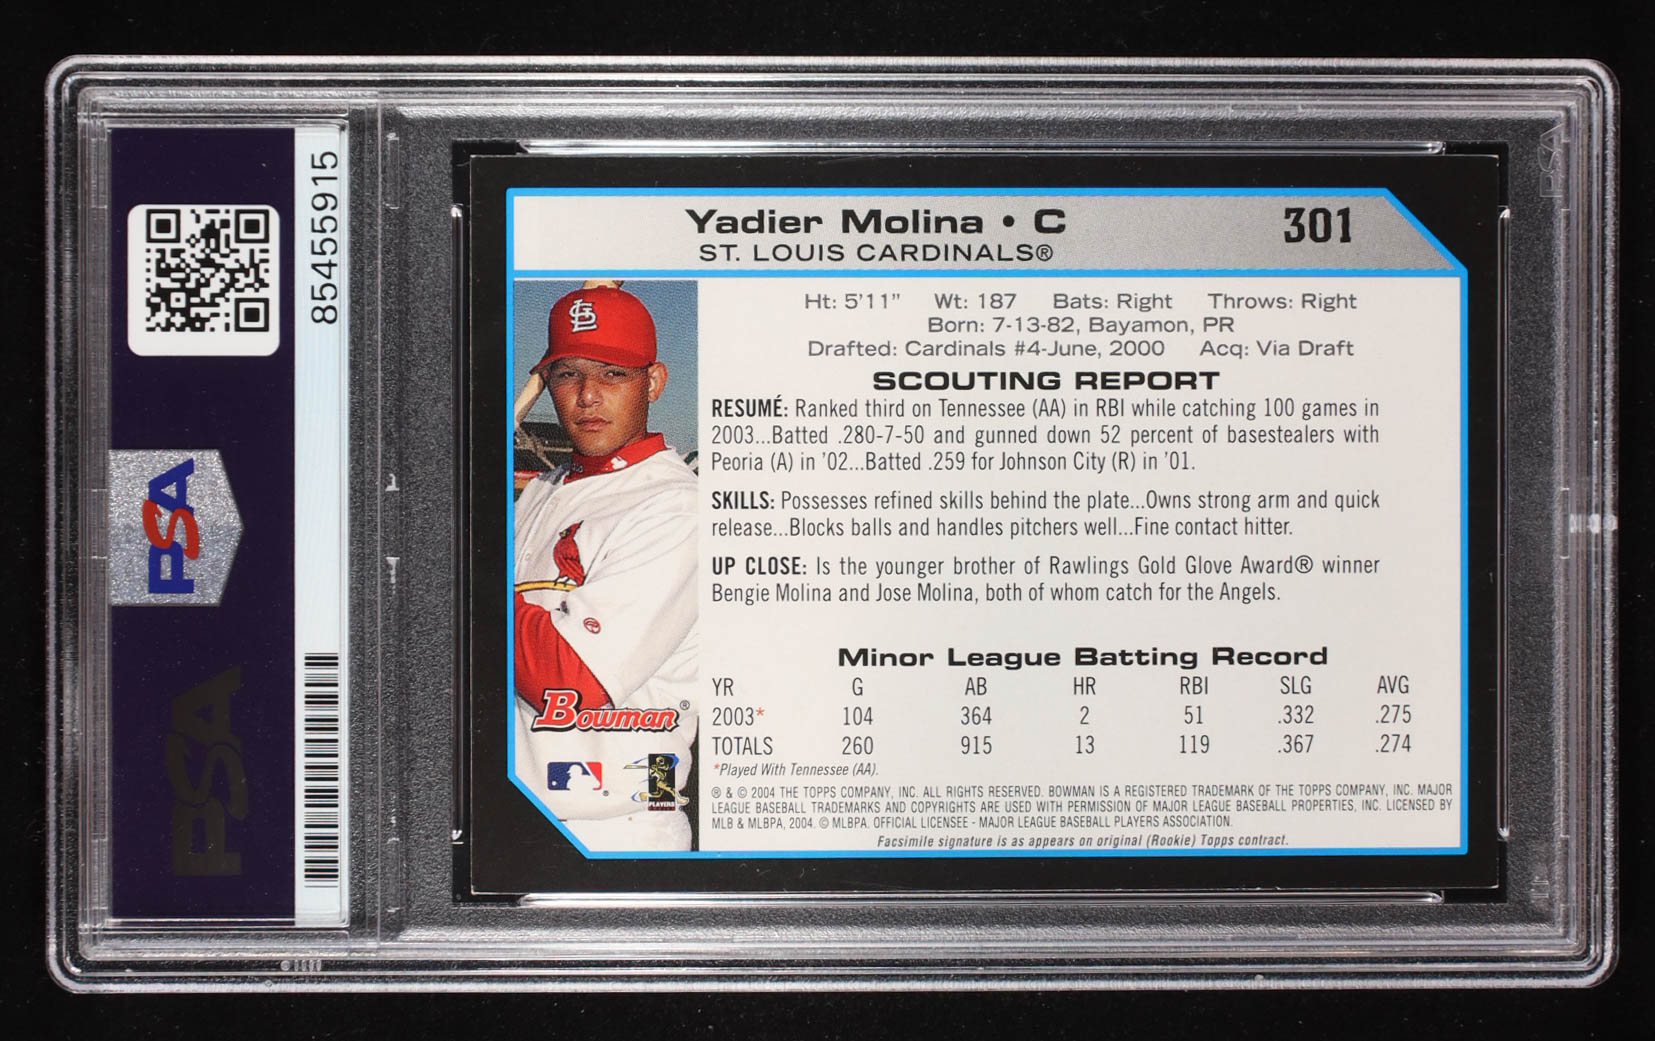 85455915
PSA
PSA
PSA
Yadier Molina • C
301
ST. LOUIS CARDINALS®
Ht: 5'11" Wt: 187 Bats: Right Throws: Right
Born: 7-13-82, Bayamon, PR
Drafted: Cardinals #4-June, 2000 Acq: Via Draft
SCOUTING REPORT
RESUMÉ: Ranked third on Tennessee (AA) in RBI while catching 100 games in
2003...Batted .280-7-50 and gunned down 52 percent of basestealers with
Peoria (A) in '02...Batted .259 for Johnson City (R) in '01.
SKILLS: Possesses refined skills behind the plate...Owns strong arm and quick
release...Blocks balls and handles pitchers well...Fine contact hitter.
UP CLOSE: Is the younger brother of Rawlings Gold Glove Award® winner
Bengie Molina and Jose Molina, both of whom catch for the Angels.
Minor League Batting Record
YR G AB HR RBI SLG AVG
2003* 104 364 2 51 .332 .275
TOTALS 260 915 13 119 .367 .274
*Played With Tennessee (AA).
® & © 2004 THE TOPPS COMPANY, INC. ALL RIGHTS RESERVED. BOWMAN IS A REGISTERED TRADEMARK OF THE TOPPS COMPANY, INC. MAJOR
LEAGUE BASEBALL TRADEMARKS AND COPYRIGHTS ARE USED WITH PERMISSION OF MAJOR LEAGUE BASEBALL PROPERTIES, INC. LICENSED BY
MLB & MLBPA, 2004. © MLBPA. OFFICIAL LICENSEE - MAJOR LEAGUE BASEBALL PLAYERS ASSOCIATION.
Facsimile signature is as appears on original (Rookie) Topps contract.
STL
Bowman®
PLAYERS